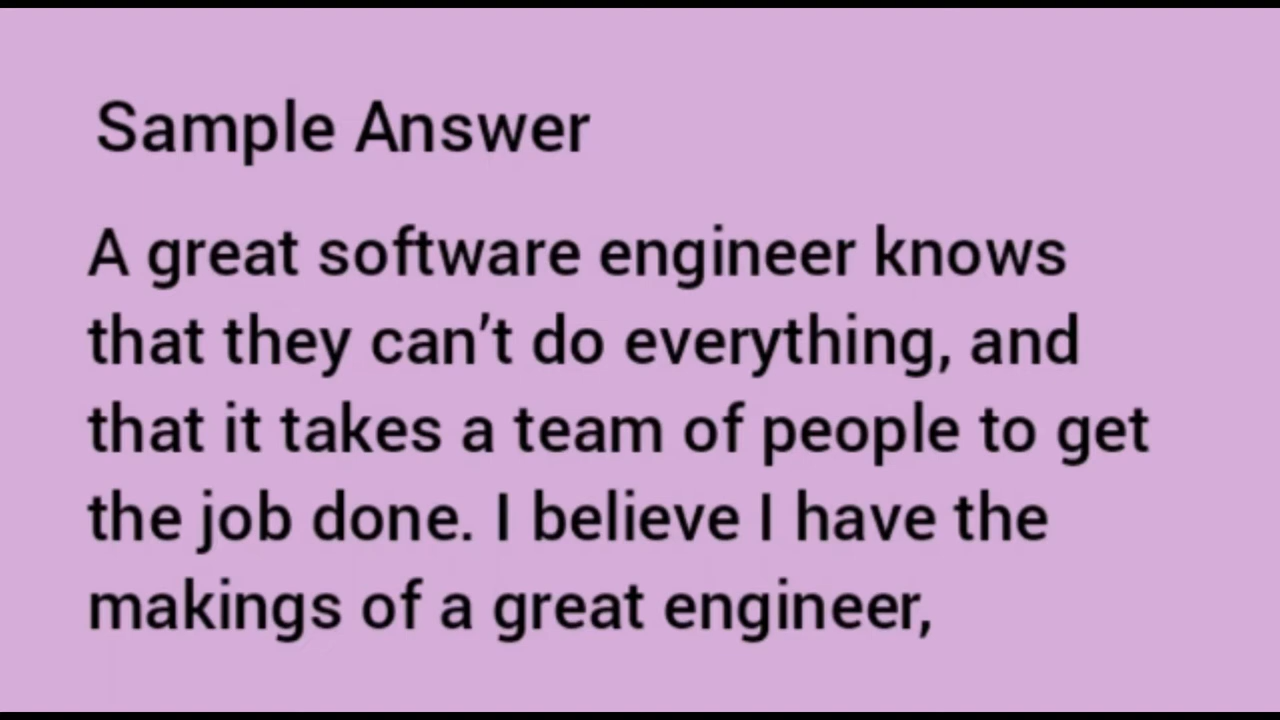 Sample Answer
A great software engineer knows
that they can’t do everything, and
that it takes a team of people to get
the job done. I believe I have the
makings of a great engineer,